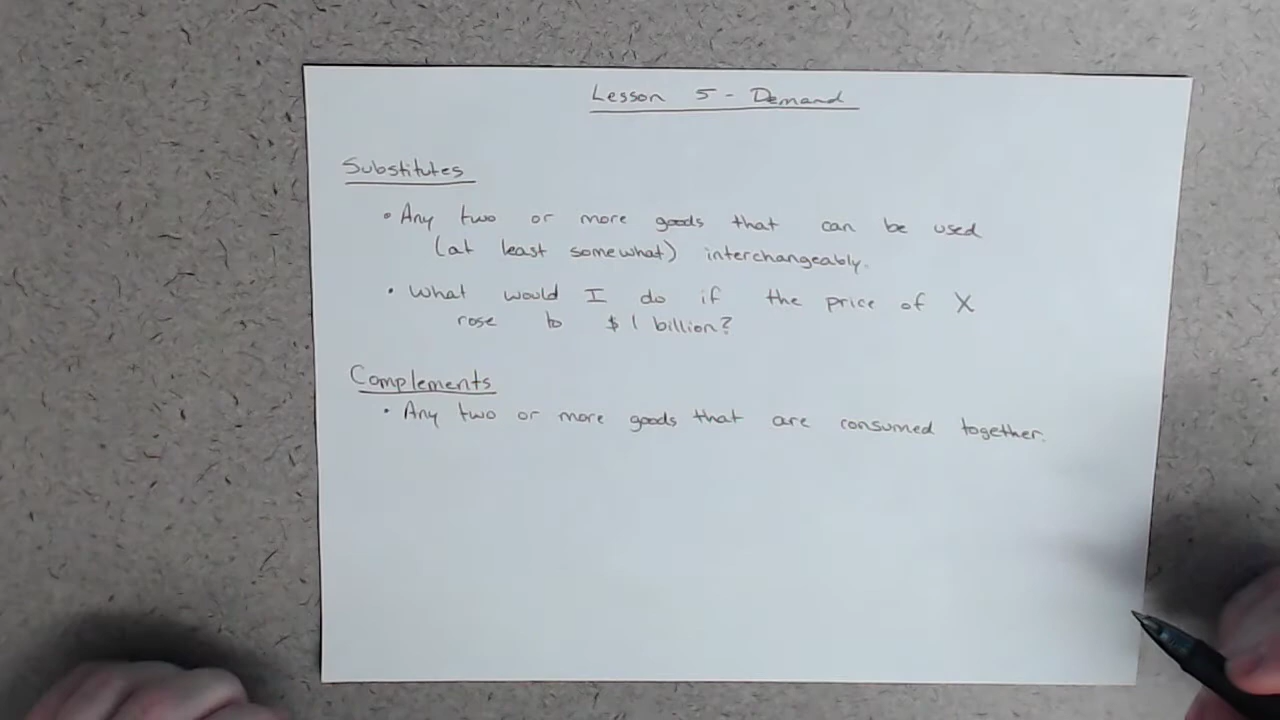 Lesson 5 - Demand
Substitutes
• Any two or more goods that can be used
(at least somewhat) interchangeably.
• What would I do if the price of X
rose to $1 billion?
Complements
• Any two or more goods that are consumed together.